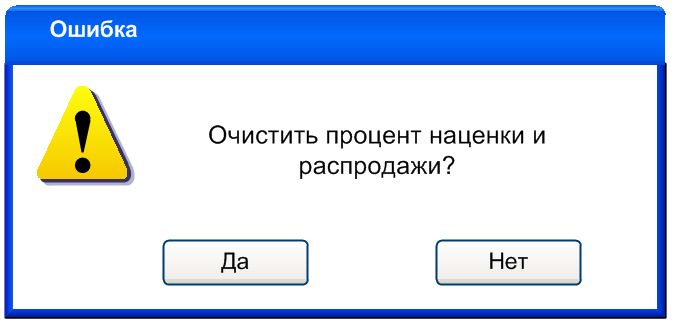 Ошибка
Очистить процент наценки и
распродажи?
Да
Нет